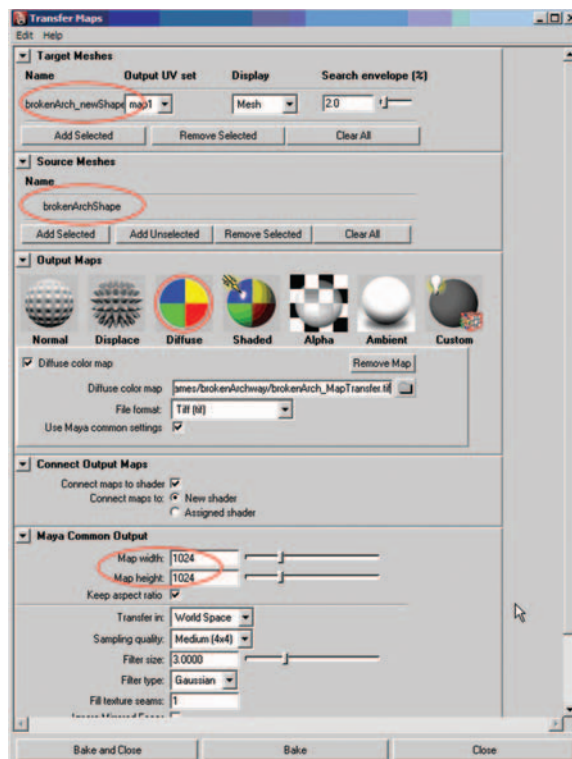 Transfer Maps
Edit Help
Target Meshes
Name Output UV set Display Search envelope (%)
brokenArch_newShape map1 Mesh 2.0
Add Selected Remove Selected Clear All
Source Meshes
Name
brokenArchShape
Add Selected Add Unselected Remove Selected Clear All
Output Maps
Normal Displace Diffuse Shaded Alpha Ambient Custom
Diffuse color map Remove Map
Diffuse color map ames/brokenArchway/brokenArch_MapTransfer.tif
File format: Tiff (tif)
Use Maya common settings
Connect Output Maps
Connect maps to shader
Connect maps to: New shader
Assigned shader
Maya Common Output
Map width: 1024
Map height: 1024
Keep aspect ratio
Transfer in: World Space
Sampling quality: Medium (4x4)
Filter size: 3.0000
Filter type: Gaussian
Fill texture seams: 1
Bake and Close Bake Close